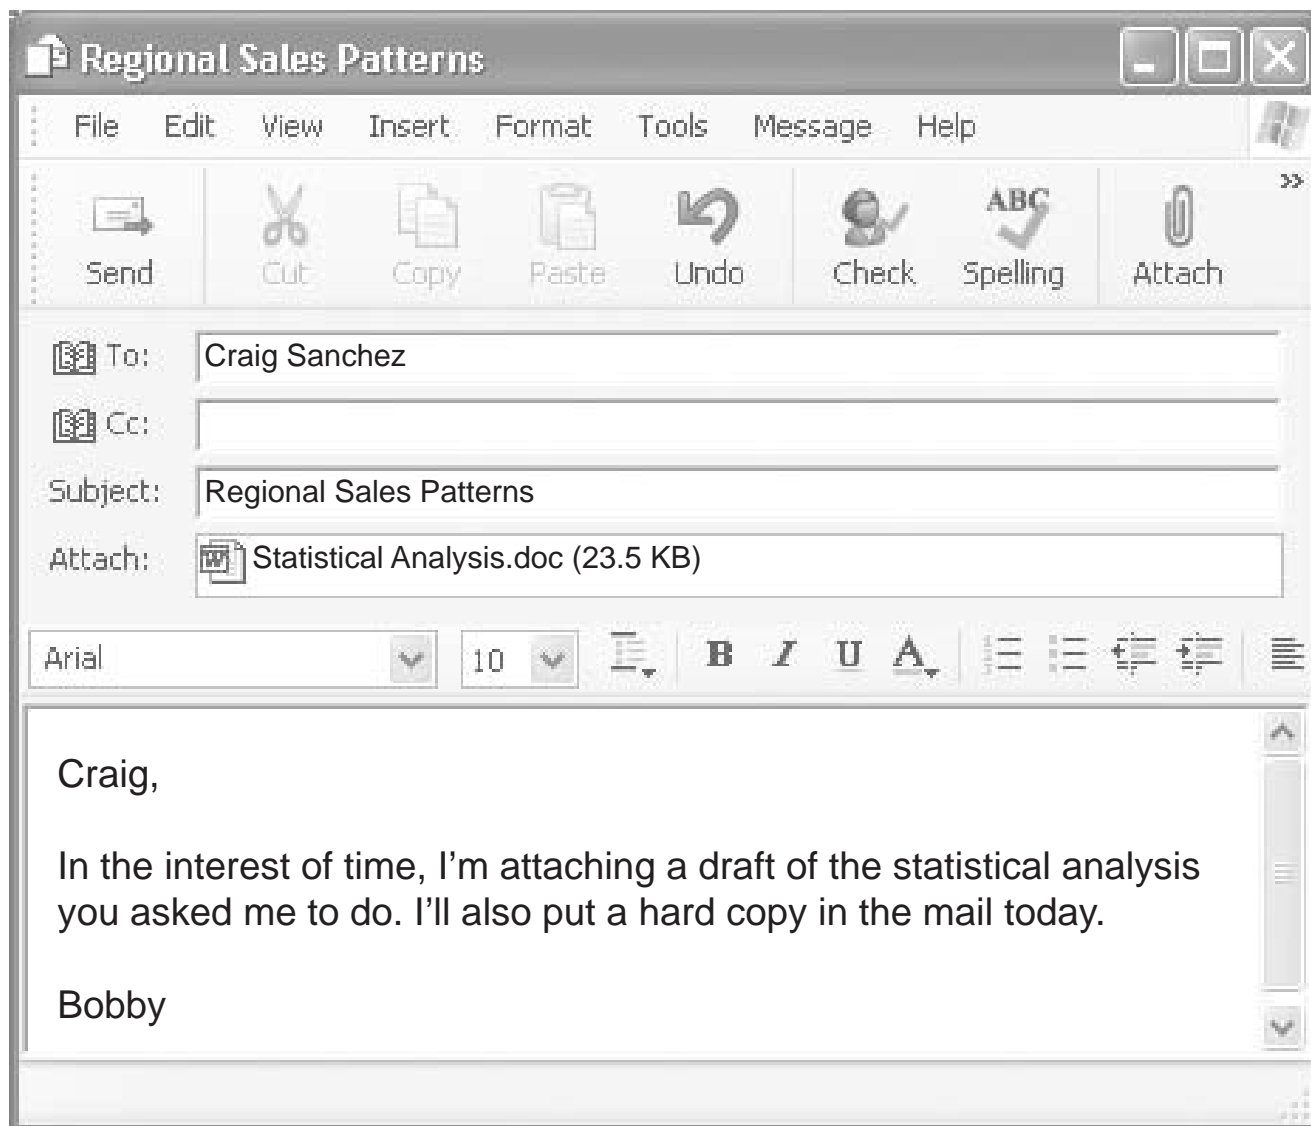 Regional Sales Patterns
File Edit View Insert Format Tools Message Help
ABC
Send Cut Copy Paste Undo Check Spelling Attach
To: Craig Sanchez
Cc:
Subject: Regional Sales Patterns
Attach: Statistical Analysis.doc (23.5 KB)
Arial 10 B I U A
Craig,
In the interest of time, I’m attaching a draft of the statistical analysis
you asked me to do. I’ll also put a hard copy in the mail today.
Bobby